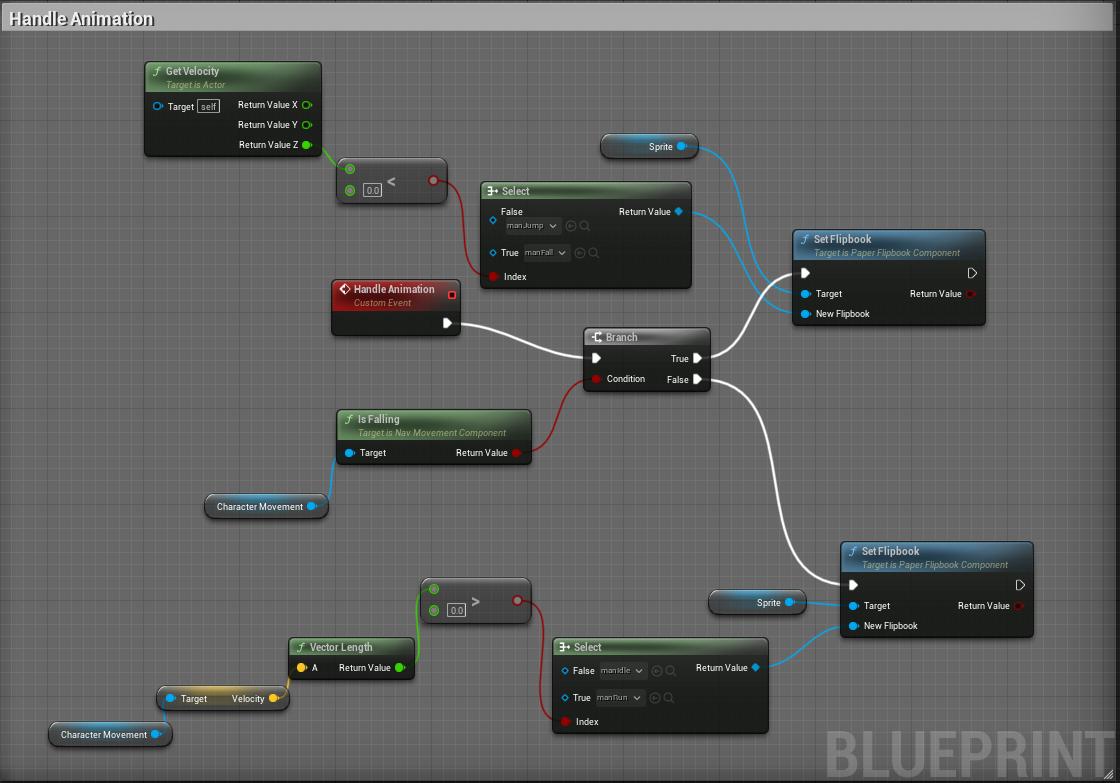 Handle Animation
f Get Velocity
Target is Actor
Target self
Return Value X
Return Value Y
Return Value Z
0.0 <
Sprite
Select
False
manJump
Return Value
True manFall
Index
f Set Flipbook
Target is Paper Flipbook Component
Target
Return Value
New Flipbook
Handle Animation
Custom Event
Branch
True
Condition
False
f Is Falling
Target is Nav Movement Component
Target
Return Value
Character Movement
f Set Flipbook
Target is Paper Flipbook Component
Target
Return Value
New Flipbook
0.0 >
Sprite
f Vector Length
A
Return Value
Select
False manIdle
Return Value
True manRun
Index
Target
Velocity
Character Movement
BLUEPRINT